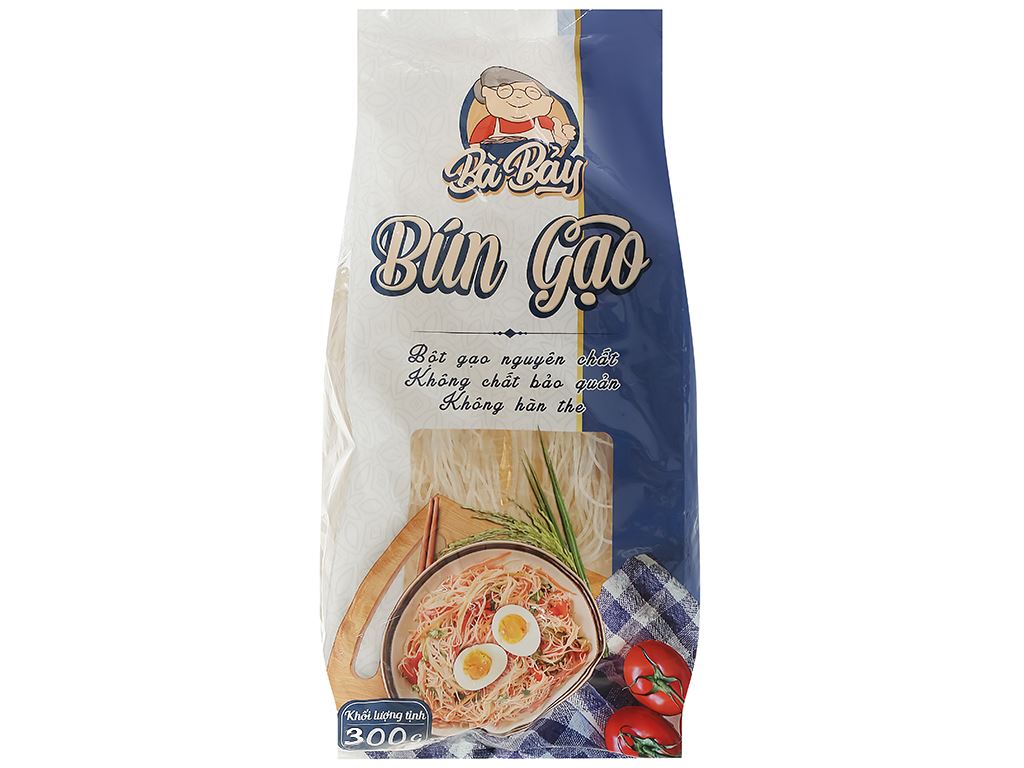 Bà Bảy
Bún Gạo
Bột gạo nguyên chất
Không chất bảo quản
Không hàn the
Khối lượng tịnh
300G